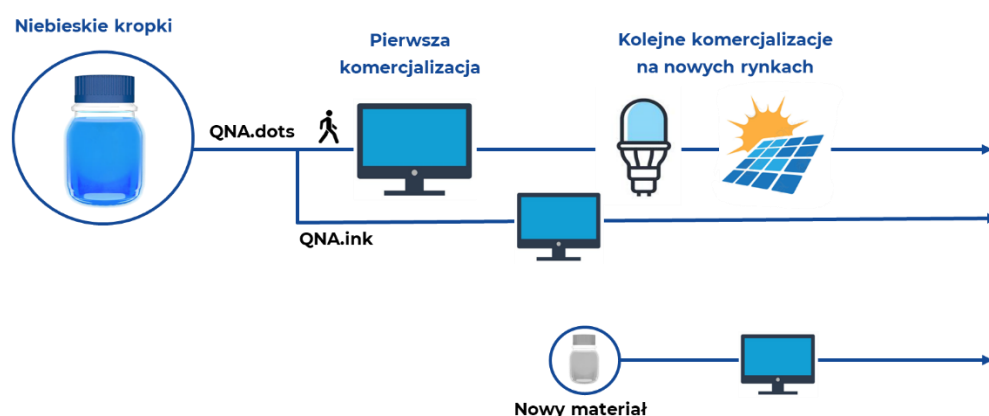 Niebieskie kropki
Pierwsza
komercjalizacja
Kolejne komercjalizacje
na nowych rynkach
QNA.dots
QNA.ink
Nowy materiał